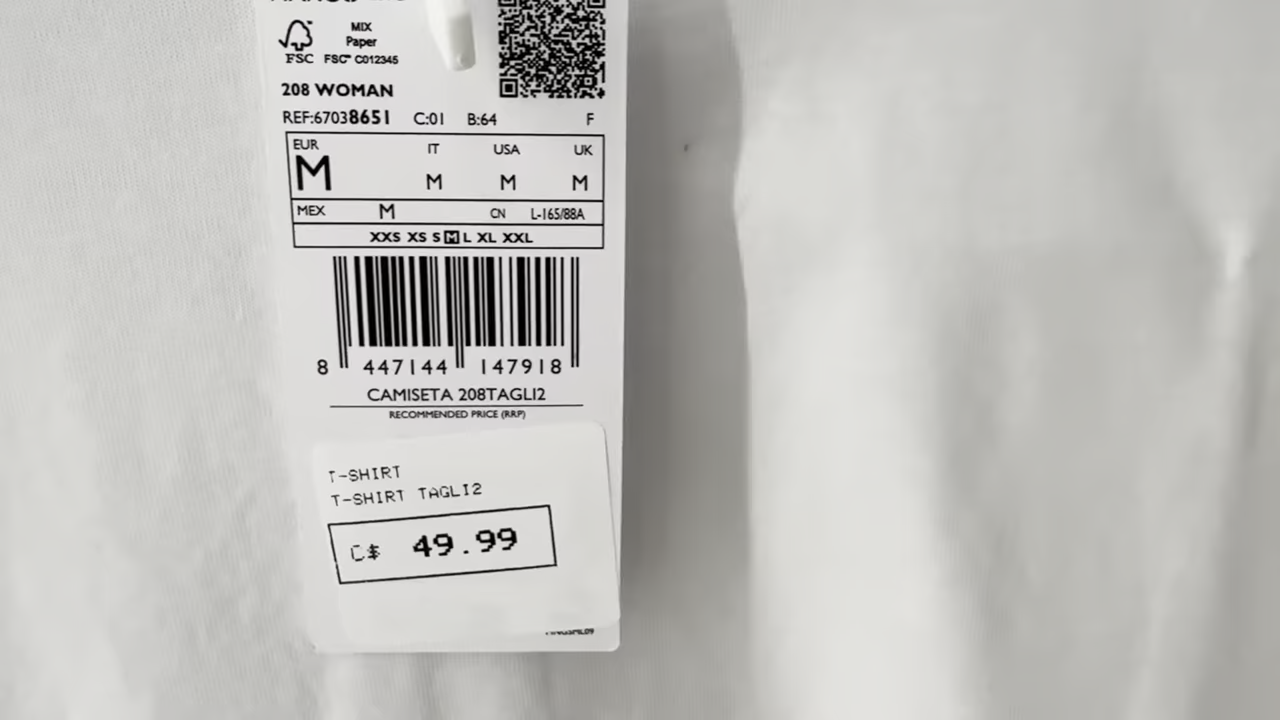 MIX
Paper
FSC FSC™ C012345
208 WOMAN
REF:67038651 C:01 B:64 F
EUR IT USA UK
M M M M
MEX M CN L-165/88A
XXS XS S M L XL XXL
8 447144 147918
CAMISETA 208TAGLI2
RECOMMENDED PRICE (RRP)
T-SHIRT
T-SHIRT TAGLI2
C$ 49.99